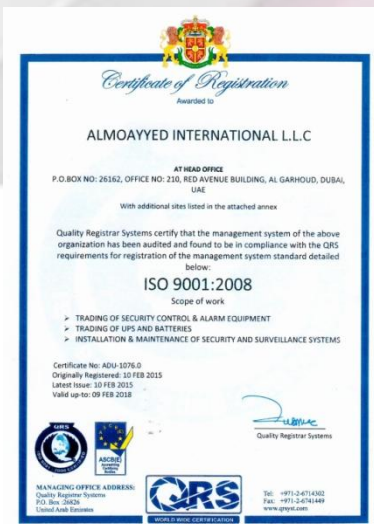 Certificate of Registration
Awarded to
ALMOAYYED INTERNATIONAL L.L.C
AT HEAD OFFICE
P.O.BOX NO: 26162, OFFICE NO: 210, RED AVENUE BUILDING, AL GARHOUD, DUBAI,
UAE
With additional sites listed in the attached annex
Quality Registrar Systems certify that the management system of the above
organization has been audited and found to be in compliance with the QRS
requirements for registration of the management system standard detailed
below:
ISO 9001:2008
Scope of work
➢ TRADING OF SECURITY CONTROL & ALARM EQUIPMENT
➢ TRADING OF UPS AND BATTERIES
➢ INSTALLATION & MAINTENANCE OF SECURITY AND SURVEILLANCE SYSTEMS
Certificate No: ADU-1076.0
Originally Registered: 10 FEB 2015
Latest Issue: 10 FEB 2015
Valid up-to: 09 FEB 2018
Quality Registrar Systems
QRS
ASCB(E)
Accrediting
Certifying
Bodies
MANAGING OFFICE ADDRESS:
Quality Registrar Systems
P.O. Box :26826
United Arab Emirates
QRS
WORLD WIDE CERTIFICATION
Tel: +971-2-6714302
Fax: +971-2-6741449
www.qrsyst.com